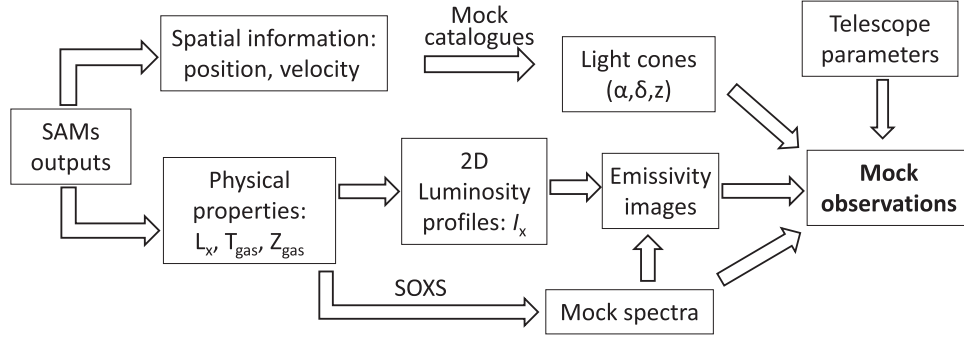 Spatial information:
position, velocity
Mock
catalogues
Light cones
(α,δ,z)
Telescope
parameters
SAMs
outputs
Physical
properties:
Lx, Tgas, Zgas
2D
Luminosity
profiles: Ix
Emissivity
images
Mock
observations
SOXS
Mock spectra